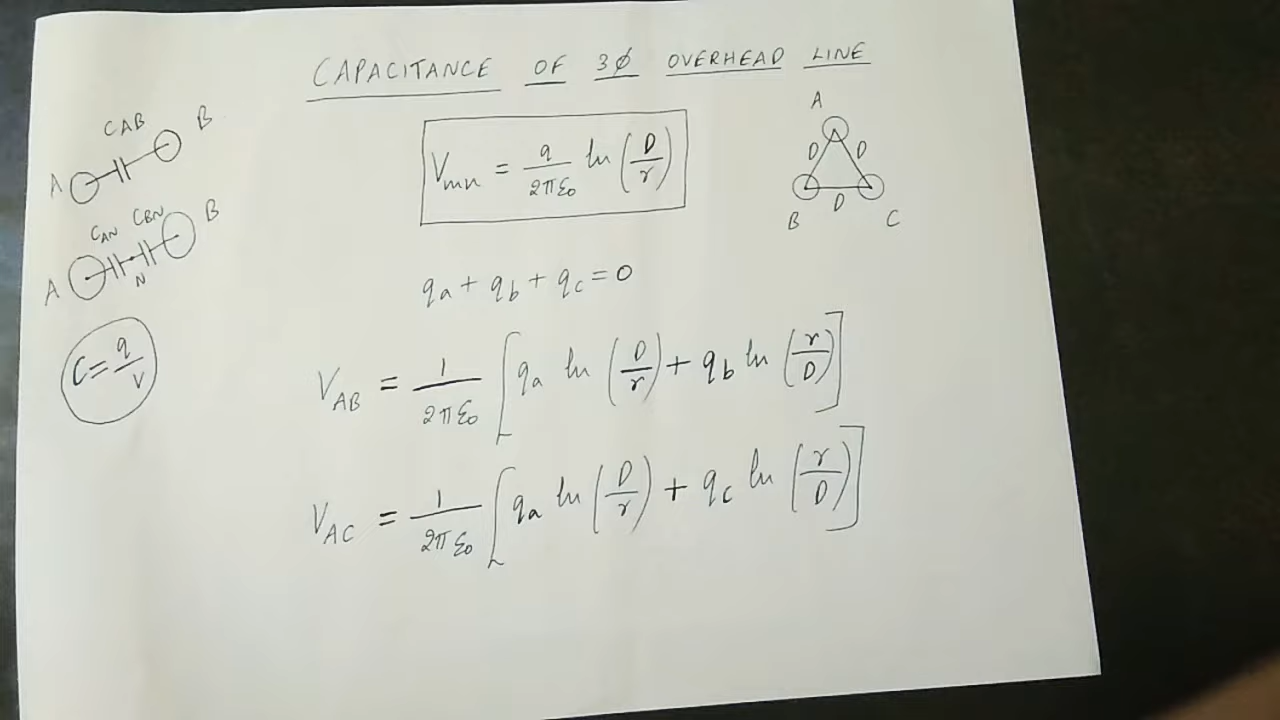 CAPACITANCE OF 3Ø OVERHEAD LINE
CAB
A
B
CAN CBN
A
B
N
C = q/V
Vmn = q/2πε₀ ln (D/r)
A
D D
B D C
qa + qb + qc = 0
VAB = 1/2πε₀ [qa ln (D/r) + qb ln (r/D)]
VAC = 1/2πε₀ [qa ln (D/r) + qc ln (r/D)]